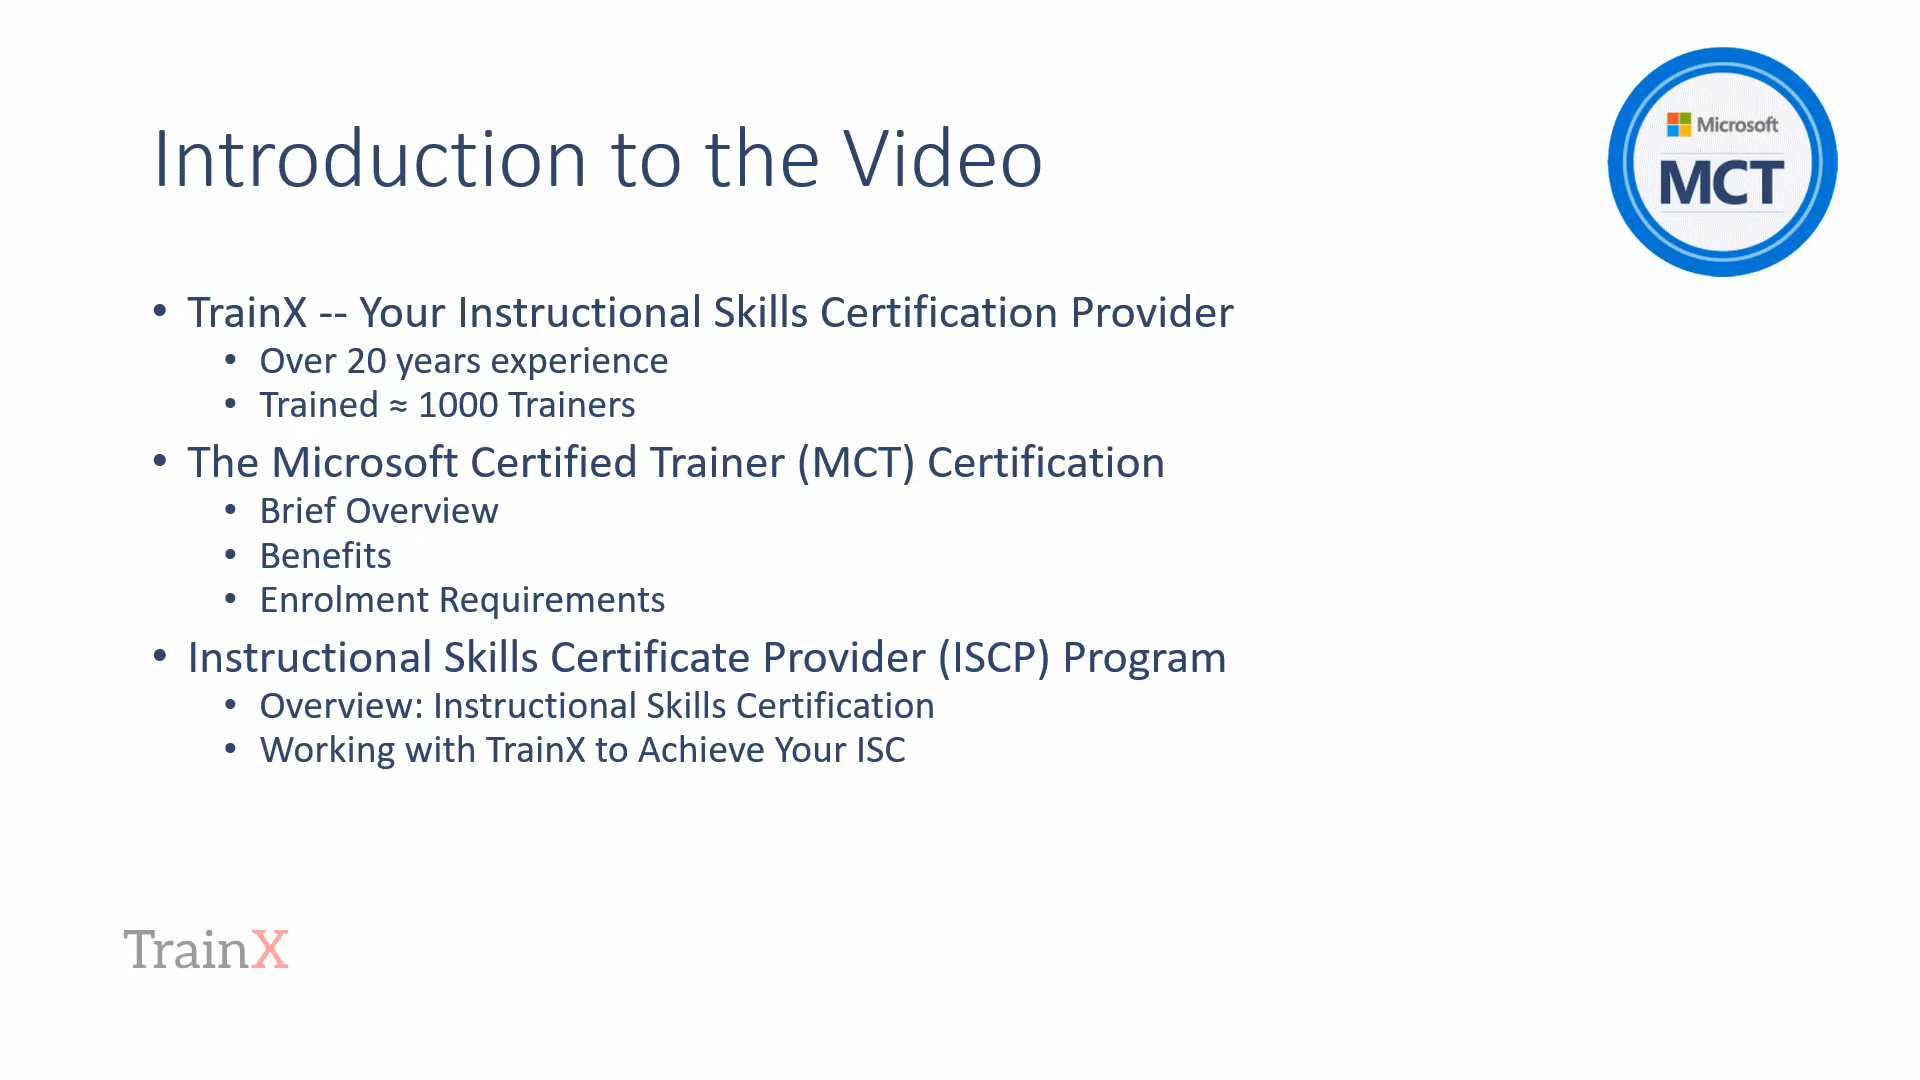 Introduction to the Video
Microsoft
MCT
• TrainX -- Your Instructional Skills Certification Provider
• Over 20 years experience
• Trained ≈ 1000 Trainers
• The Microsoft Certified Trainer (MCT) Certification
• Brief Overview
• Benefits
• Enrolment Requirements
• Instructional Skills Certificate Provider (ISCP) Program
• Overview: Instructional Skills Certification
• Working with TrainX to Achieve Your ISC
TrainX